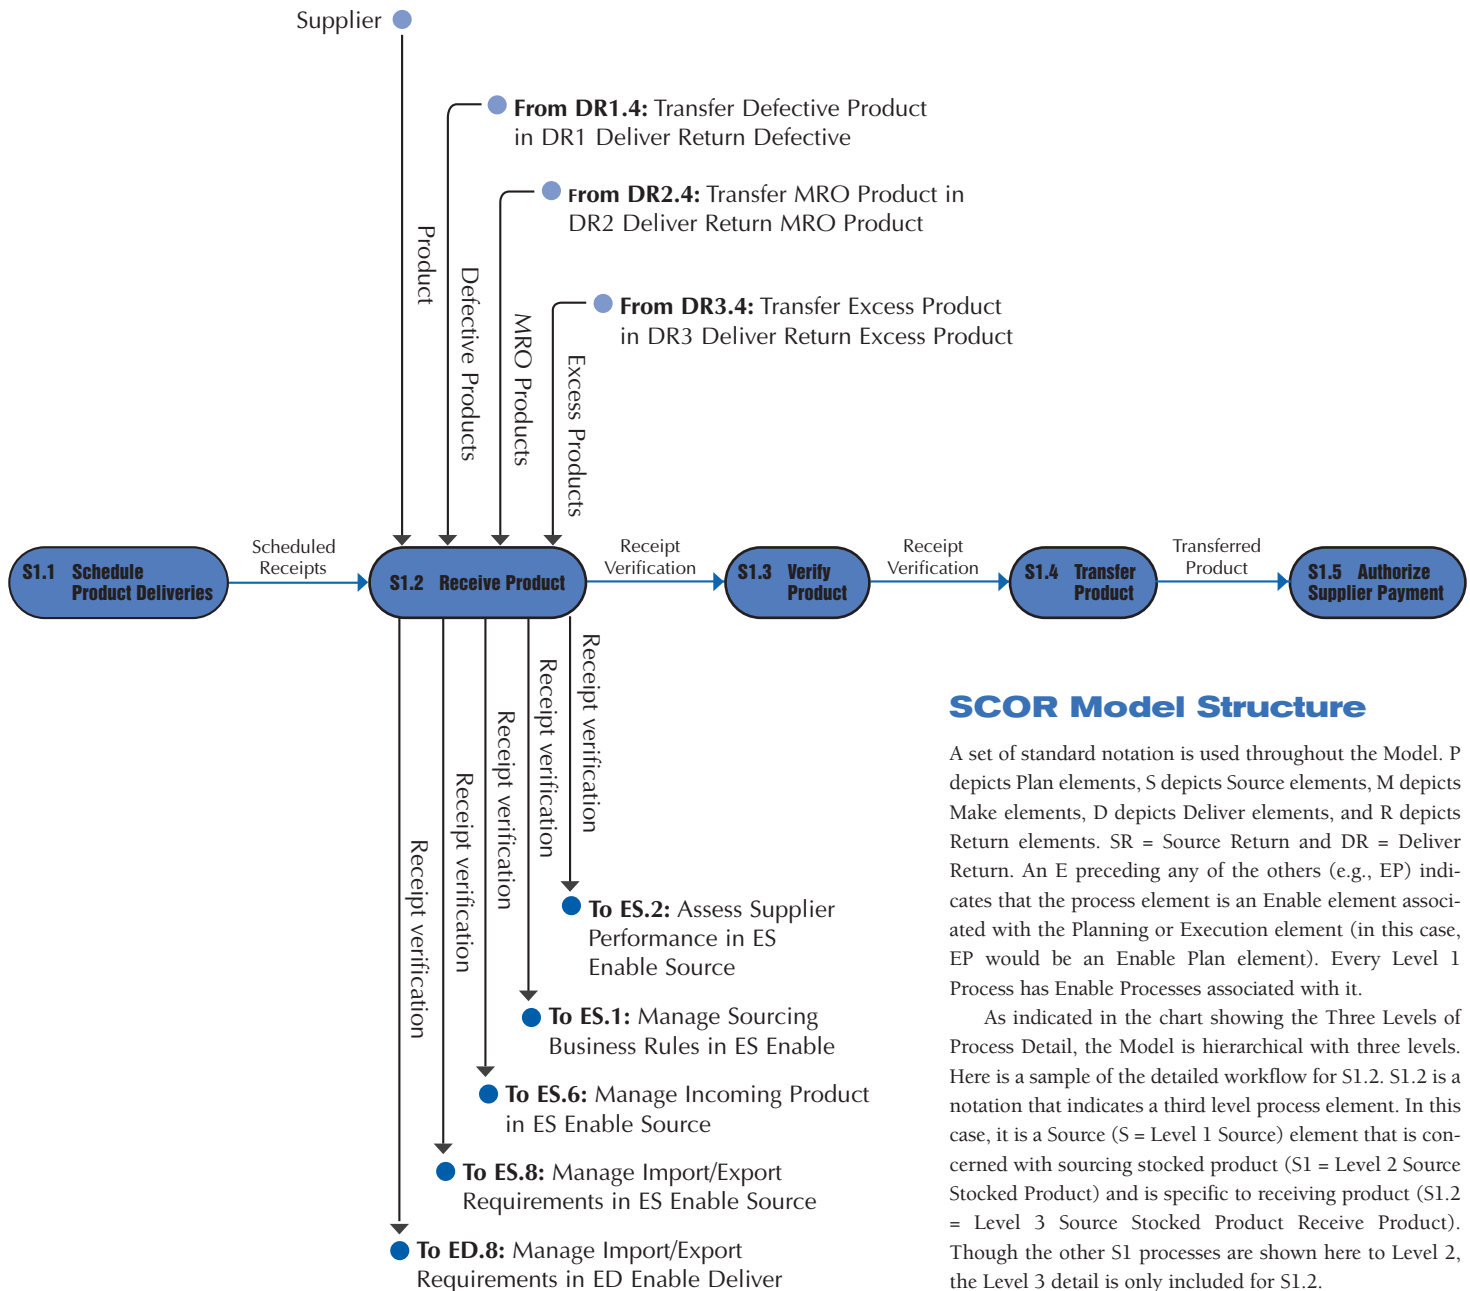 Supplier
From DR1.4: Transfer Defective Product
in DR1 Deliver Return Defective
From DR2.4: Transfer MRO Product in
DR2 Deliver Return MRO Product
From DR3.4: Transfer Excess Product
in DR3 Deliver Return Excess Product
Product
Defective Products
MRO Products
Excess Products
S1.1 Schedule
Product Deliveries
Scheduled
Receipts
S1.2 Receive Product
Receipt
Verification
S1.3 Verify
Product
Receipt
Verification
S1.4 Transfer
Product
Transferred
Product
S1.5 Authorize
Supplier Payment
Receipt verification
Receipt verification
Receipt verification
Receipt verification
Receipt verification
To ES.2: Assess Supplier
Performance in ES
Enable Source
To ES.1: Manage Sourcing
Business Rules in ES Enable
To ES.6: Manage Incoming Product
in ES Enable Source
To ES.8: Manage Import/Export
Requirements in ES Enable Source
To ED.8: Manage Import/Export
Requirements in ED Enable Deliver
SCOR Model Structure
A set of standard notation is used throughout the Model. P
depicts Plan elements, S depicts Source elements, M depicts
Make elements, D depicts Deliver elements, and R depicts
Return elements. SR = Source Return and DR = Deliver
Return. An E preceding any of the others (e.g., EP) indi-
cates that the process element is an Enable element associ-
ated with the Planning or Execution element (in this case,
EP would be an Enable Plan element). Every Level 1
Process has Enable Processes associated with it.
As indicated in the chart showing the Three Levels of
Process Detail, the Model is hierarchical with three levels.
Here is a sample of the detailed workflow for S1.2. S1.2 is a
notation that indicates a third level process element. In this
case, it is a Source (S = Level 1 Source) element that is con-
cerned with sourcing stocked product (S1 = Level 2 Source
Stocked Product) and is specific to receiving product (S1.2
= Level 3 Source Stocked Product Receive Product).
Though the other S1 processes are shown here to Level 2,
the Level 3 detail is only included for S1.2.